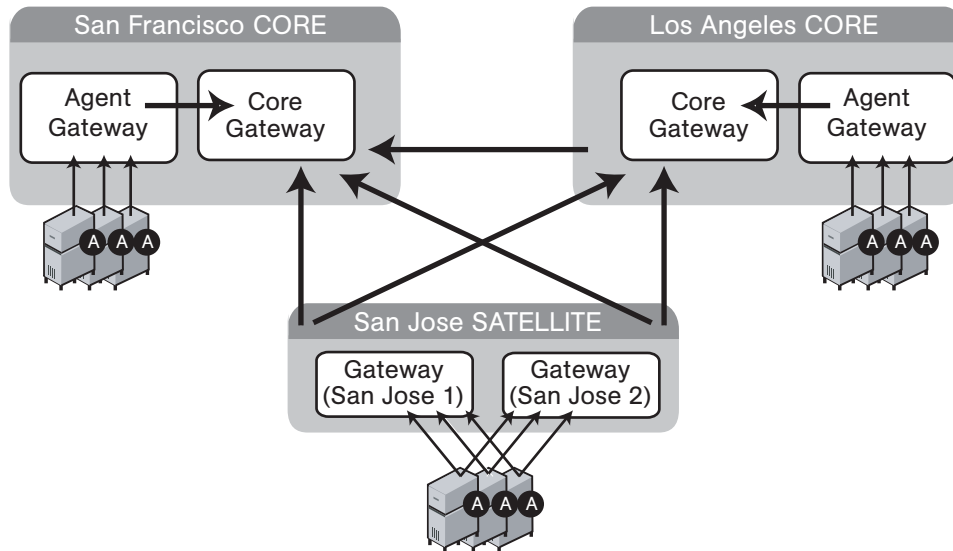 San Francisco CORE
Los Angeles CORE
Agent
Gateway
Core
Gateway
Core
Gateway
Agent
Gateway
A
A
A
A
A
A
San Jose SATELLITE
Gateway
(San Jose 1)
Gateway
(San Jose 2)
A
A
A